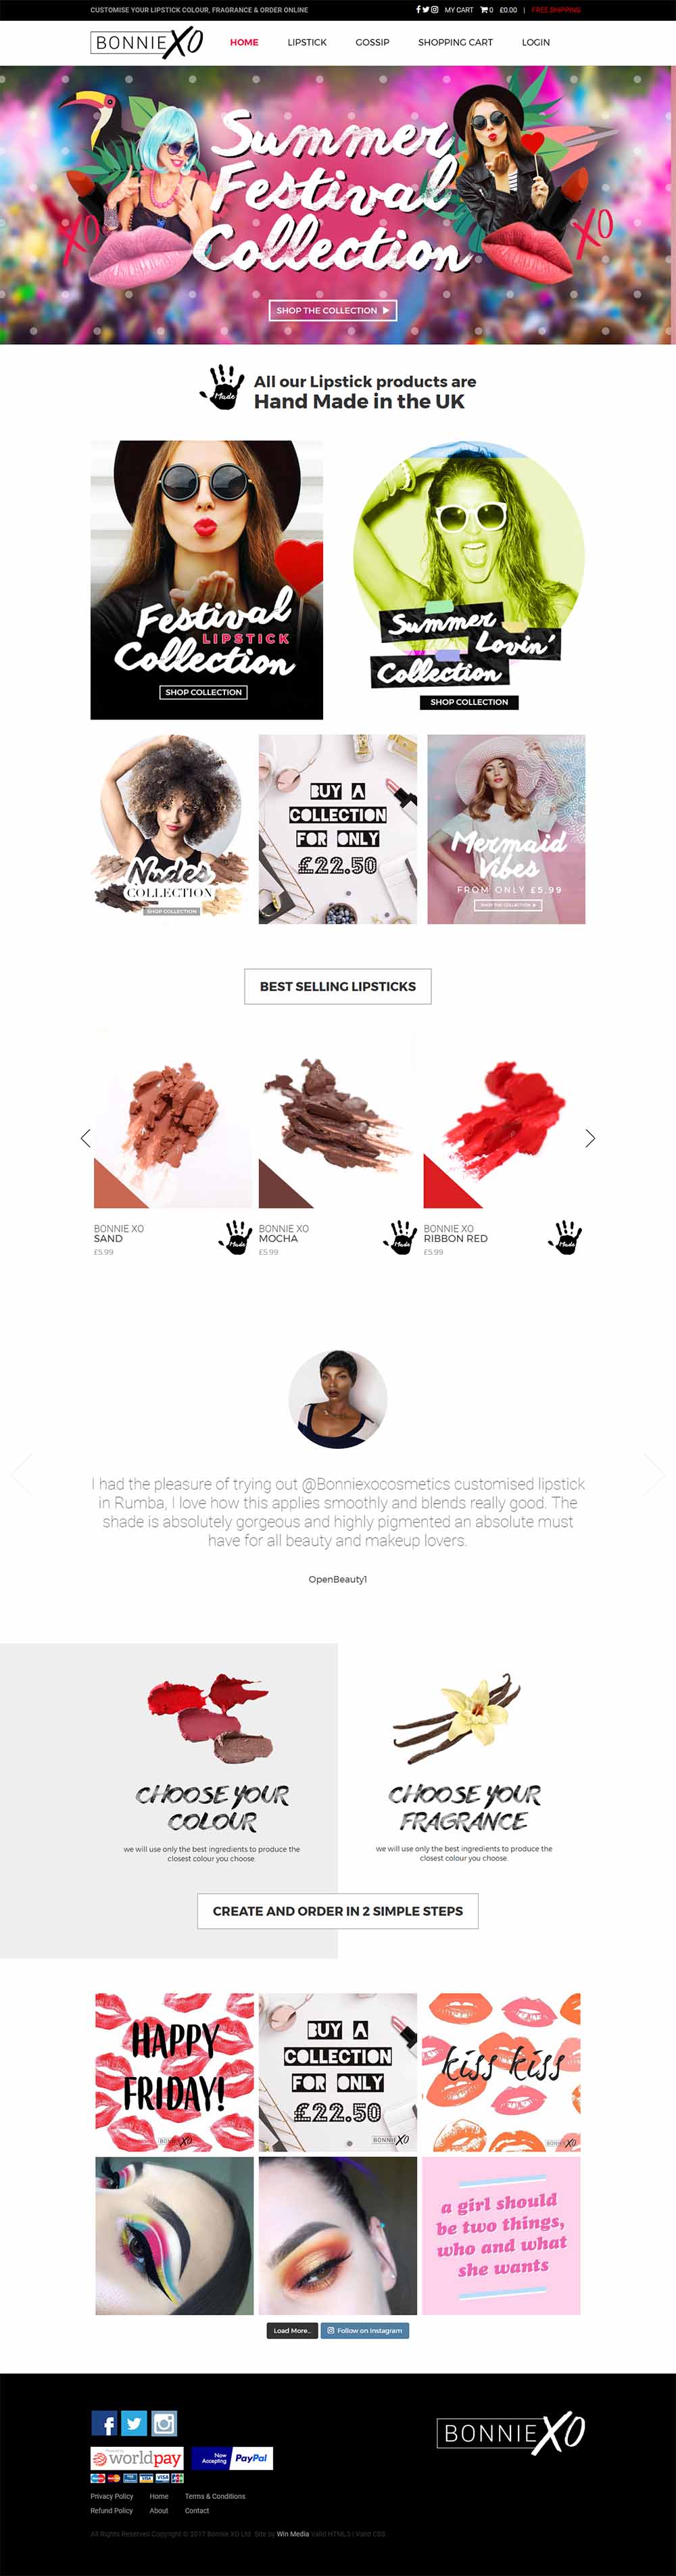 CUSTOMISE YOUR LIPSTICK COLOUR, FRAGRANCE & ORDER ONLINE
MY CART 0 £0.00 | FREE SHIPPING
BONNIE XO
HOME LIPSTICK GOSSIP SHOPPING CART LOGIN
Summer
Festival
Collection
XO
XO
SHOP THE COLLECTION
Made
All our Lipstick products are
Hand Made in the UK
Festival
LIPSTICK
Collection
SHOP COLLECTION
Summer
Lovin'
Collection
SHOP COLLECTION
Nudes
COLLECTION
SHOP COLLECTION
BUY A
COLLECTION
FOR ONLY
£22.50
Mermaid
Vibes
FROM ONLY £5.99
SHOP THE COLLECTION
BEST SELLING LIPSTICKS
BONNIE XO
SAND
£5.99
Made
BONNIE XO
MOCHA
£5.99
Made
BONNIE XO
RIBBON RED
£5.99
Made
I had the pleasure of trying out @Bonniexocosmetics customised lipstick
in Rumba, I love how this applies smoothly and blends really good. The
shade is absolutely gorgeous and highly pigmented an absolute must
have for all beauty and makeup lovers.
OpenBeauty1
CHOOSE YOUR
COLOUR
we will use only the best ingredients to produce the
closest colour you choose.
CHOOSE YOUR
FRAGRANCE
we will use only the best ingredients to produce the
closest colour you choose.
CREATE AND ORDER IN 2 SIMPLE STEPS
HAPPY
FRIDAY!
BONNIE XO
BUY A
COLLECTION
FOR ONLY
£22.50
BONNIE XO
kiss kiss
BONNIE XO
a girl should
be two things,
who and what
she wants
Load More...
Follow on Instagram
BONNIE XO
worldpay
Now
Accepting
PayPal
Privacy Policy Home Terms & Conditions
Refund Policy About Contact
All Rights Reserved Copyright © 2017 Bonnie XO Ltd Site by Win Media Valid HTML5 | Valid CSS